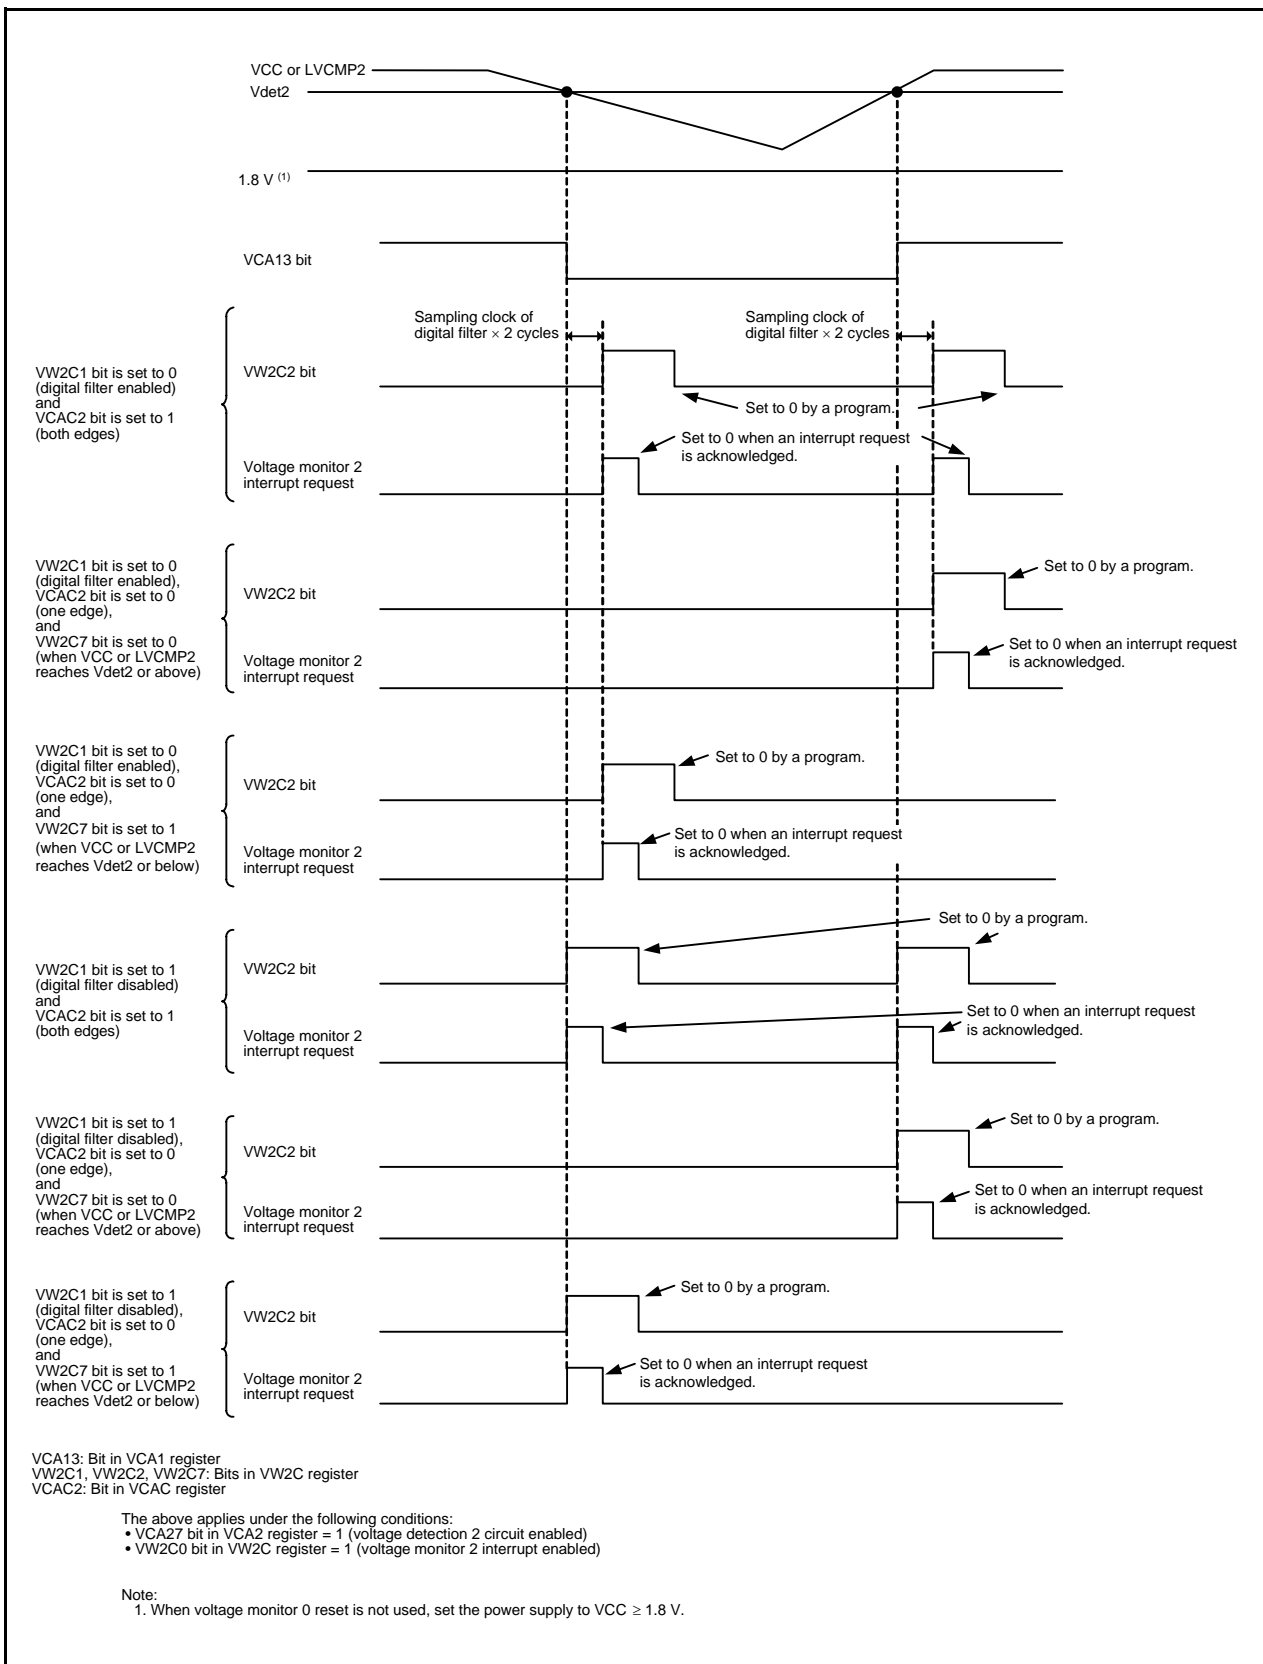 VCC or LVCMP2
Vdet2
1.8 V (1)
VCA13 bit
Sampling clock of
digital filter × 2 cycles
Sampling clock of
digital filter × 2 cycles
VW2C1 bit is set to 0
(digital filter enabled)
and
VCAC2 bit is set to 1
(both edges)
VW2C2 bit
Set to 0 by a program.
Set to 0 when an interrupt request
is acknowledged.
Voltage monitor 2
interrupt request
VW2C1 bit is set to 0
(digital filter enabled),
VCAC2 bit is set to 0
(one edge),
and
VW2C7 bit is set to 0
(when VCC or LVCMP2
reaches Vdet2 or above)
VW2C2 bit
Set to 0 by a program.
Voltage monitor 2
interrupt request
Set to 0 when an interrupt request
is acknowledged.
VW2C1 bit is set to 0
(digital filter enabled),
VCAC2 bit is set to 0
(one edge),
and
VW2C7 bit is set to 1
(when VCC or LVCMP2
reaches Vdet2 or below)
VW2C2 bit
Set to 0 by a program.
Voltage monitor 2
interrupt request
Set to 0 when an interrupt request
is acknowledged.
VW2C1 bit is set to 1
(digital filter disabled)
and
VCAC2 bit is set to 1
(both edges)
VW2C2 bit
Set to 0 by a program.
Voltage monitor 2
interrupt request
Set to 0 when an interrupt request
is acknowledged.
VW2C1 bit is set to 1
(digital filter disabled),
VCAC2 bit is set to 0
(one edge),
and
VW2C7 bit is set to 0
(when VCC or LVCMP2
reaches Vdet2 or above)
VW2C2 bit
Set to 0 by a program.
Voltage monitor 2
interrupt request
Set to 0 when an interrupt request
is acknowledged.
VW2C1 bit is set to 1
(digital filter disabled),
VCAC2 bit is set to 0
(one edge),
and
VW2C7 bit is set to 1
(when VCC or LVCMP2
reaches Vdet2 or below)
VW2C2 bit
Set to 0 by a program.
Voltage monitor 2
interrupt request
Set to 0 when an interrupt request
is acknowledged.
VCA13: Bit in VCA1 register
VW2C1, VW2C2, VW2C7: Bits in VW2C register
VCAC2: Bit in VCAC register
The above applies under the following conditions:
• VCA27 bit in VCA2 register = 1 (voltage detection 2 circuit enabled)
• VW2C0 bit in VW2C register = 1 (voltage monitor 2 interrupt enabled)
Note:
1. When voltage monitor 0 reset is not used, set the power supply to VCC ≥ 1.8 V.